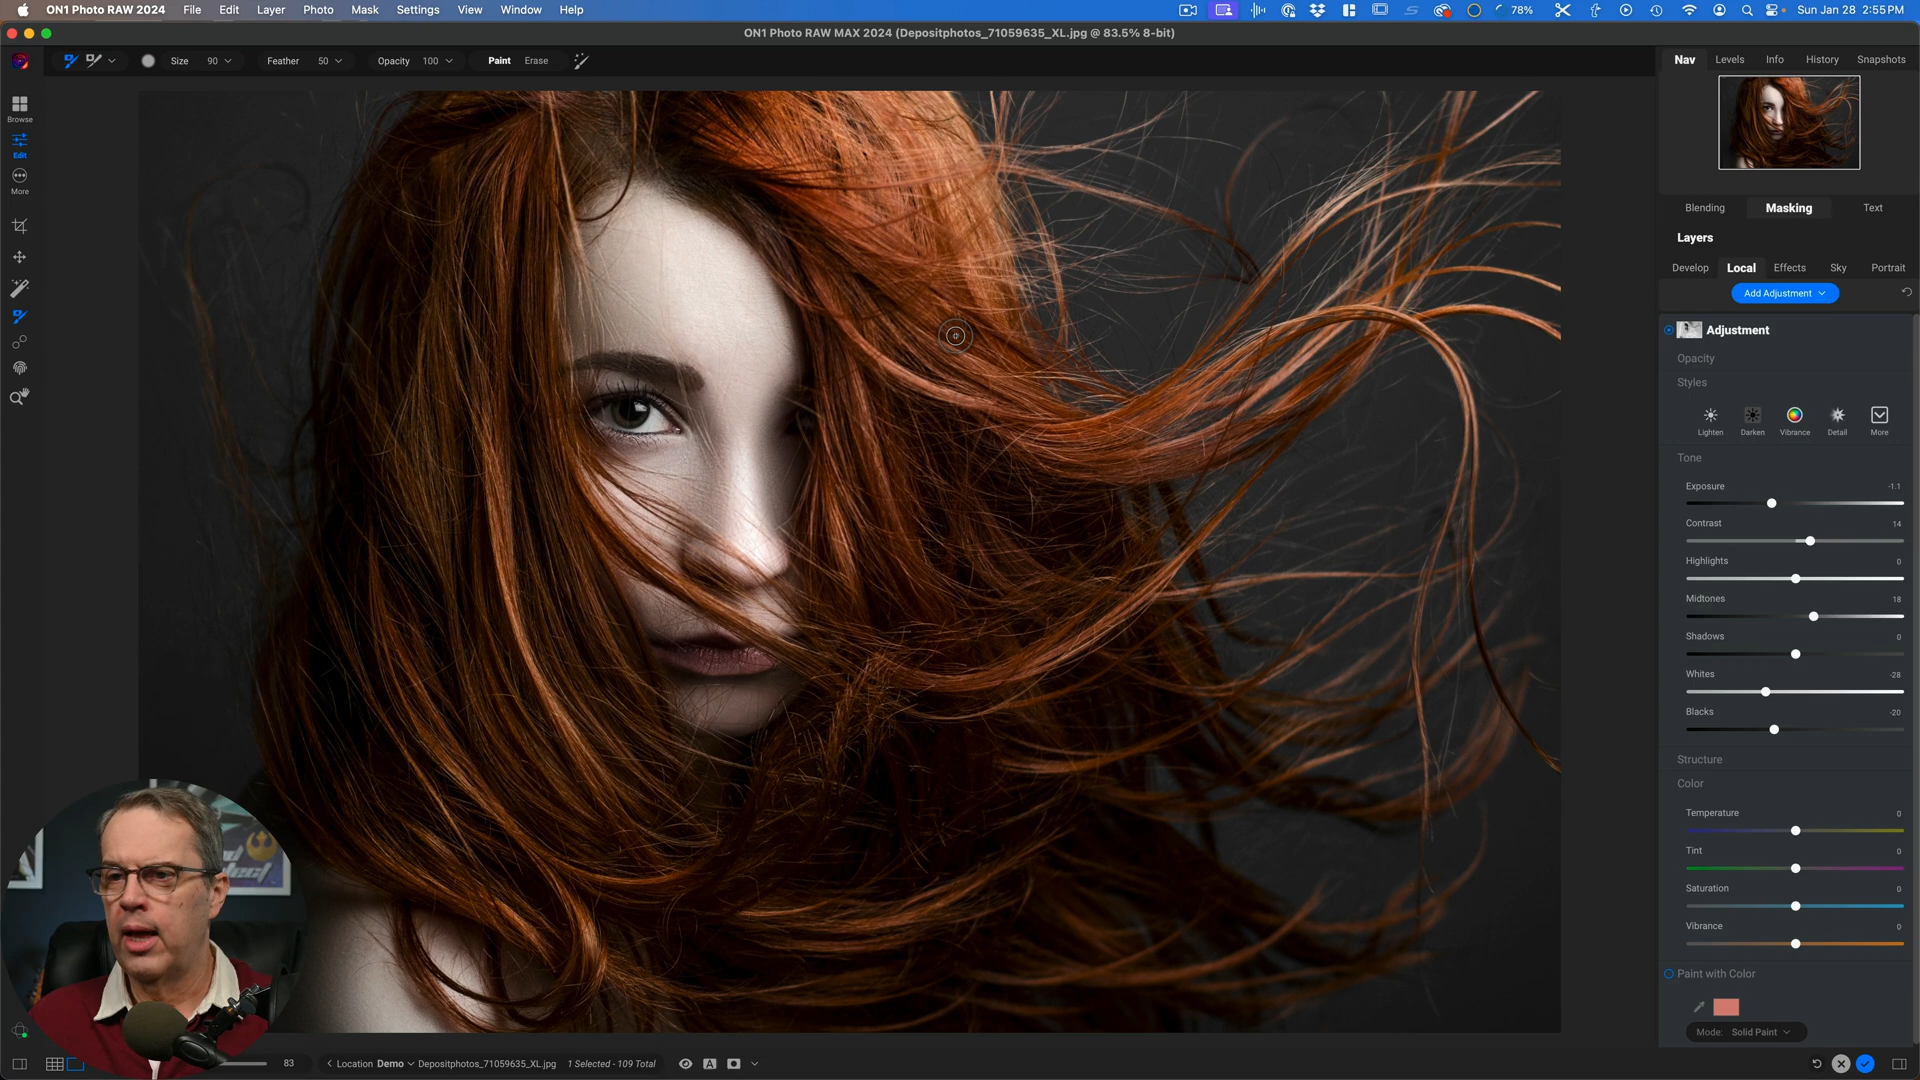 ON1 Photo RAW 2024 File Edit Layer Photo Mask Settings View Window Help 78% Sun Jan 28 2:55 PM
ON1 Photo RAW MAX 2024 (Depositphotos_71059635_XL.jpg @ 83.5% 8-bit)
Size 90 Feather 50 Opacity 100 Paint Erase
Nav Levels Info History Snapshots
Browse
Edit
More
Blending Masking Text
Layers
Develop Local Effects Sky Portrait
Add Adjustment
Adjustment
Opacity
Styles
Lighten Darken Vibrance Detail More
Tone
Exposure -1.1
Contrast 14
Highlights 0
Midtones 18
Shadows 0
Whites -28
Blacks -20
Structure
Color
Temperature 0
Tint 0
Saturation 0
Vibrance 0
Paint with Color
Mode: Solid Paint
83 Location Demo Depositphotos_71059635_XL.jpg 1 Selected - 109 Total A